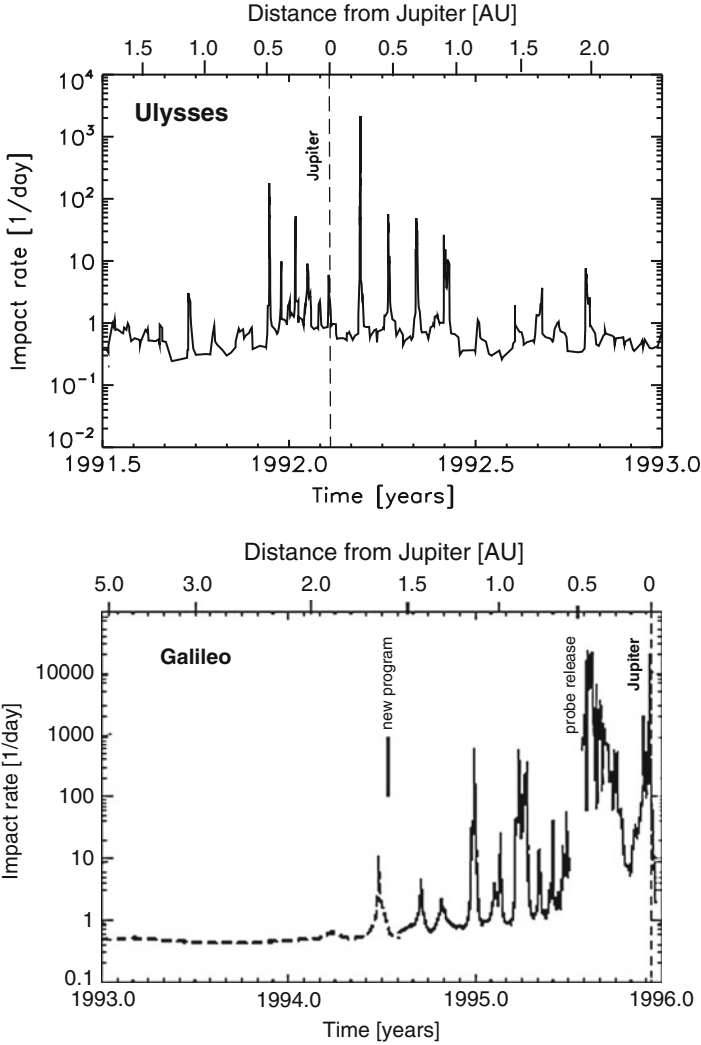 Distance from Jupiter [AU]
1.5 1.0 0.5 0 0.5 1.0 1.5 2.0
10^4
Ulysses
Jupiter
10^3
10^2
10
1
10^-1
10^-2
Impact rate [1/day]
1991.5 1992.0 1992.5 1993.0
Time [years]
Distance from Jupiter [AU]
5.0 3.0 2.0 1.5 1.0 0.5 0
Galileo
new program
probe release
Jupiter
10000
1000
100
10
1
0.1
Impact rate [1/day]
1993.0 1994.0 1995.0 1996.0
Time [years]